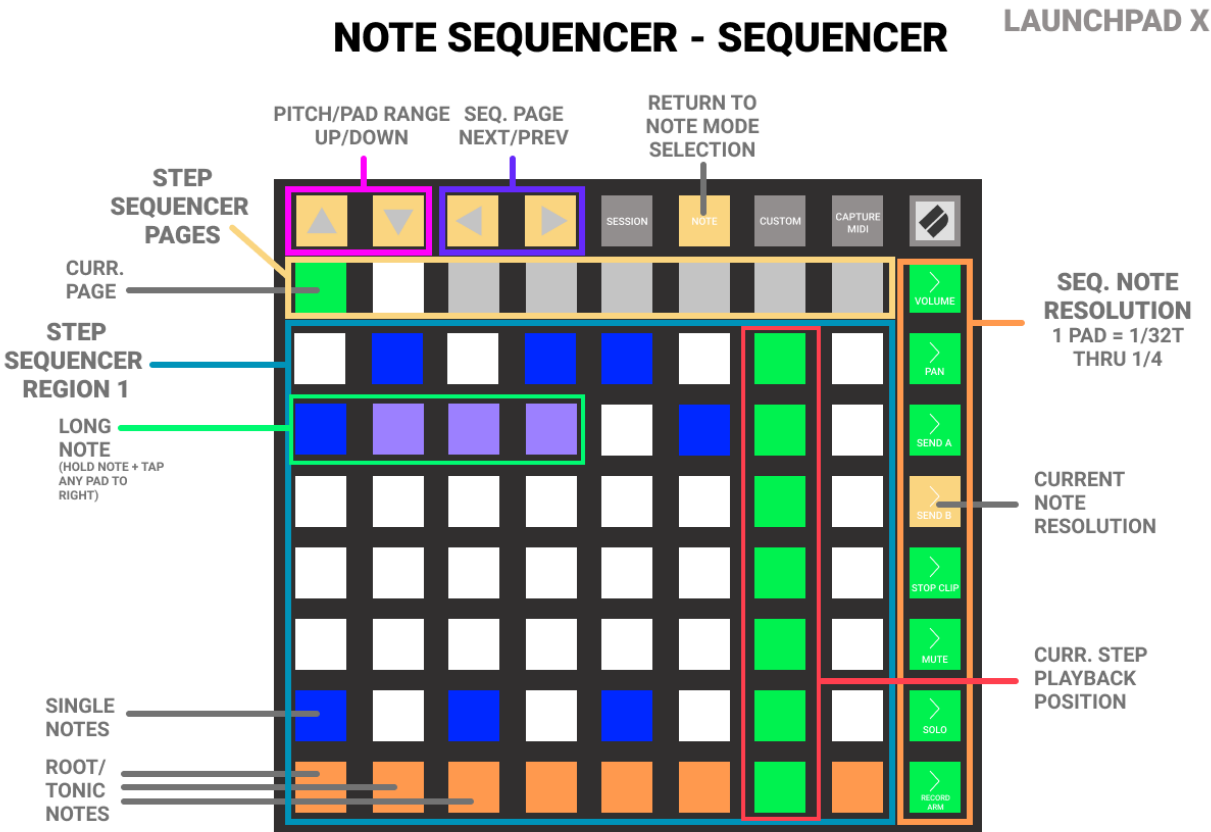 NOTE SEQUENCER - SEQUENCER
LAUNCHPAD X
PITCH/PAD RANGE
UP/DOWN
SEQ. PAGE
NEXT/PREV
RETURN TO
NOTE MODE
SELECTION
STEP
SEQUENCER
PAGES
SESSION
NOTE
CUSTOM
CAPTURE
MIDI
CURR.
PAGE
VOLUME
SEQ. NOTE
RESOLUTION
1 PAD = 1/32T
THRU 1/4
STEP
SEQUENCER
REGION 1
PAN
LONG
NOTE
(HOLD NOTE + TAP
ANY PAD TO
RIGHT)
SEND A
SEND B
CURRENT
NOTE
RESOLUTION
STOP CLIP
MUTE
CURR. STEP
PLAYBACK
POSITION
SINGLE
NOTES
SOLO
ROOT/
TONIC
NOTES
RECORD
ARM